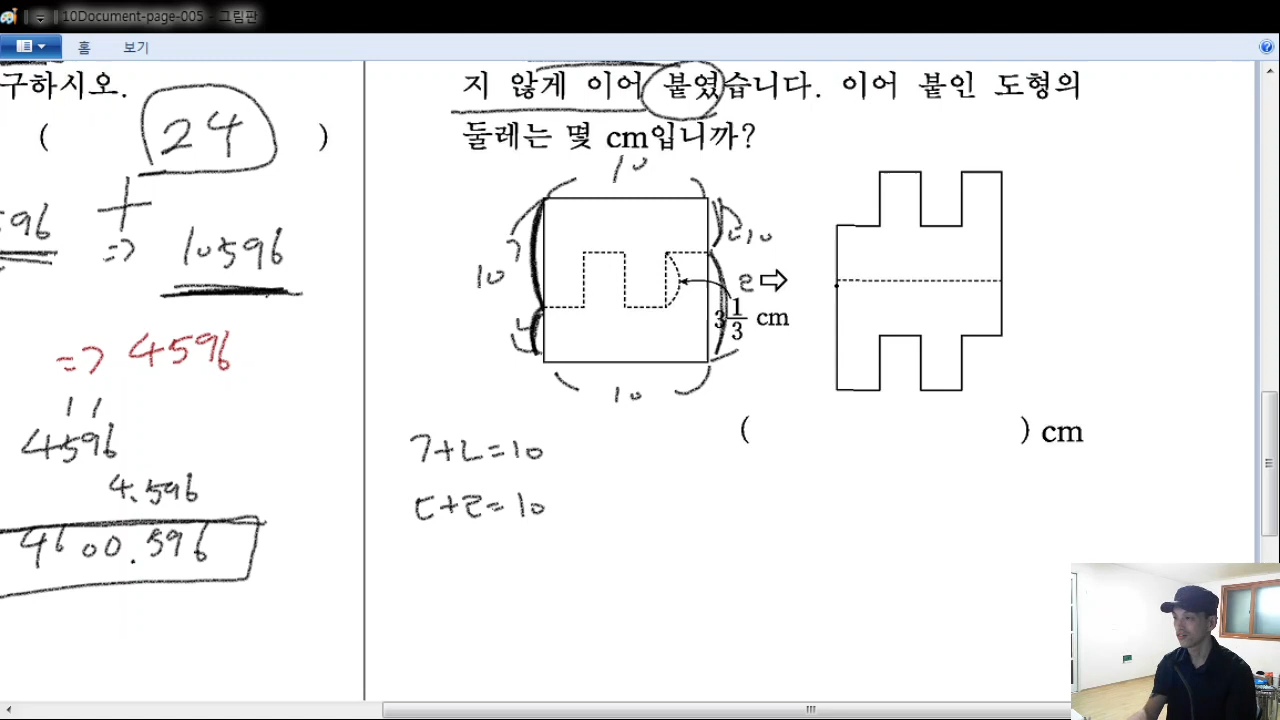 10Document-page-005 - 그림판
홈 보기
구하시오.
( 24 )
596
+
=> 10596
=> 4596
4596
4.596
4600.596
지 않게 이어 붙였습니다. 이어 붙인 도형의
둘레는 몇 cm입니까?
10
ㄱ
10
ㄴ
ㄷ 10
ㄹ
3 1/3 cm
10
( ) cm
ㄱ+ㄴ=10
ㄷ+ㄹ=10